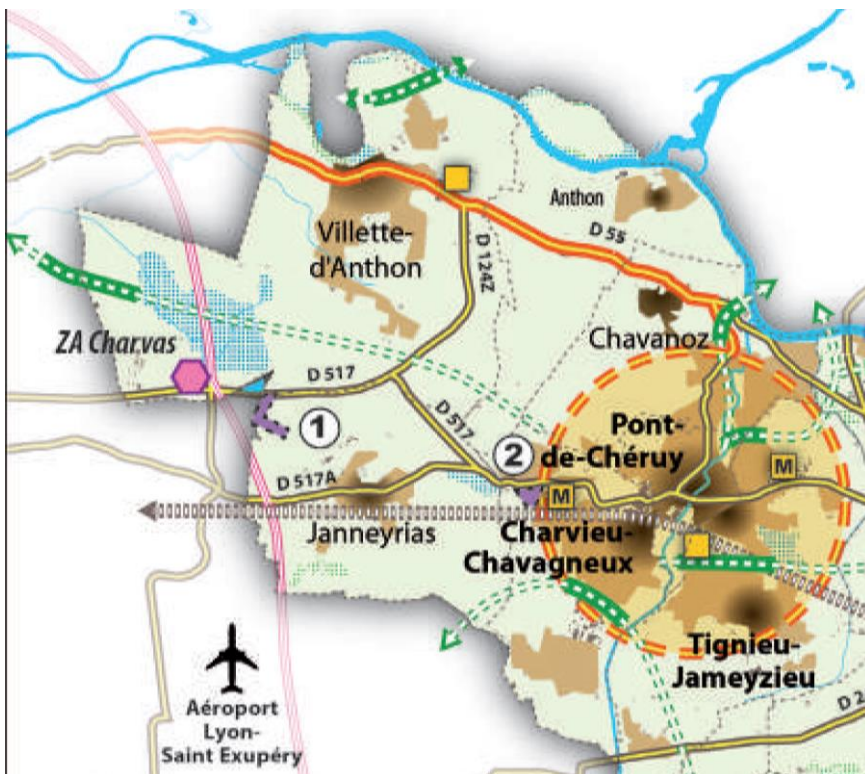 Anthon
Villette-
d'Anthon
D 55
D 124Z
ZA Charvas
Chavanoz
D 517
1
Pont-
de-Chéruy
D 517
2
M
D 517A
M
Janneyrias
Charvieu-
Chavagneux
Tignieu-
Jameyzieu
Aéroport
Lyon-
Saint Exupéry
D 2